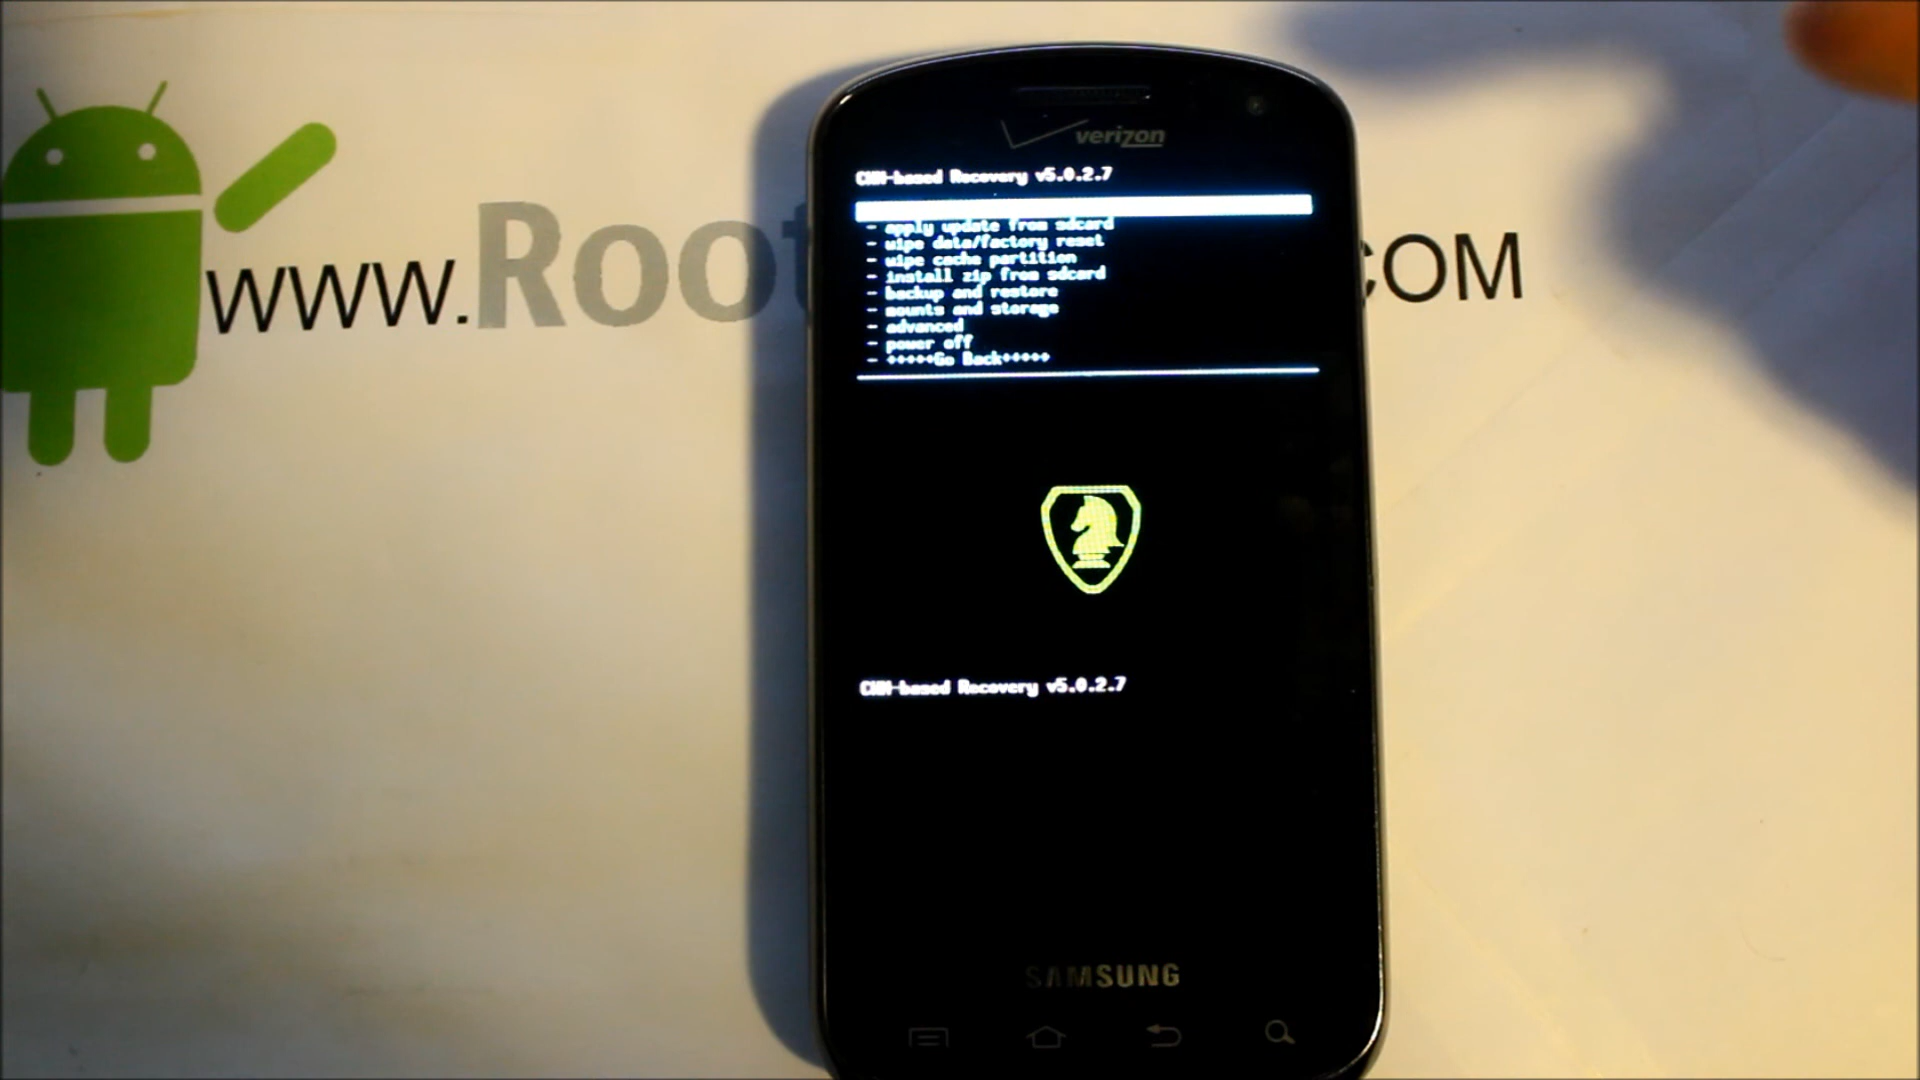 verizon
CWM-based Recovery v5.0.2.7
- apply update from sdcard
- wipe data/factory reset
- wipe cache partition
- install zip from sdcard
- backup and restore
- mounts and storage
- advanced
- power off
- +++++Go Back+++++
www.Root
COM
CWM-based Recovery v5.0.2.7
SAMSUNG